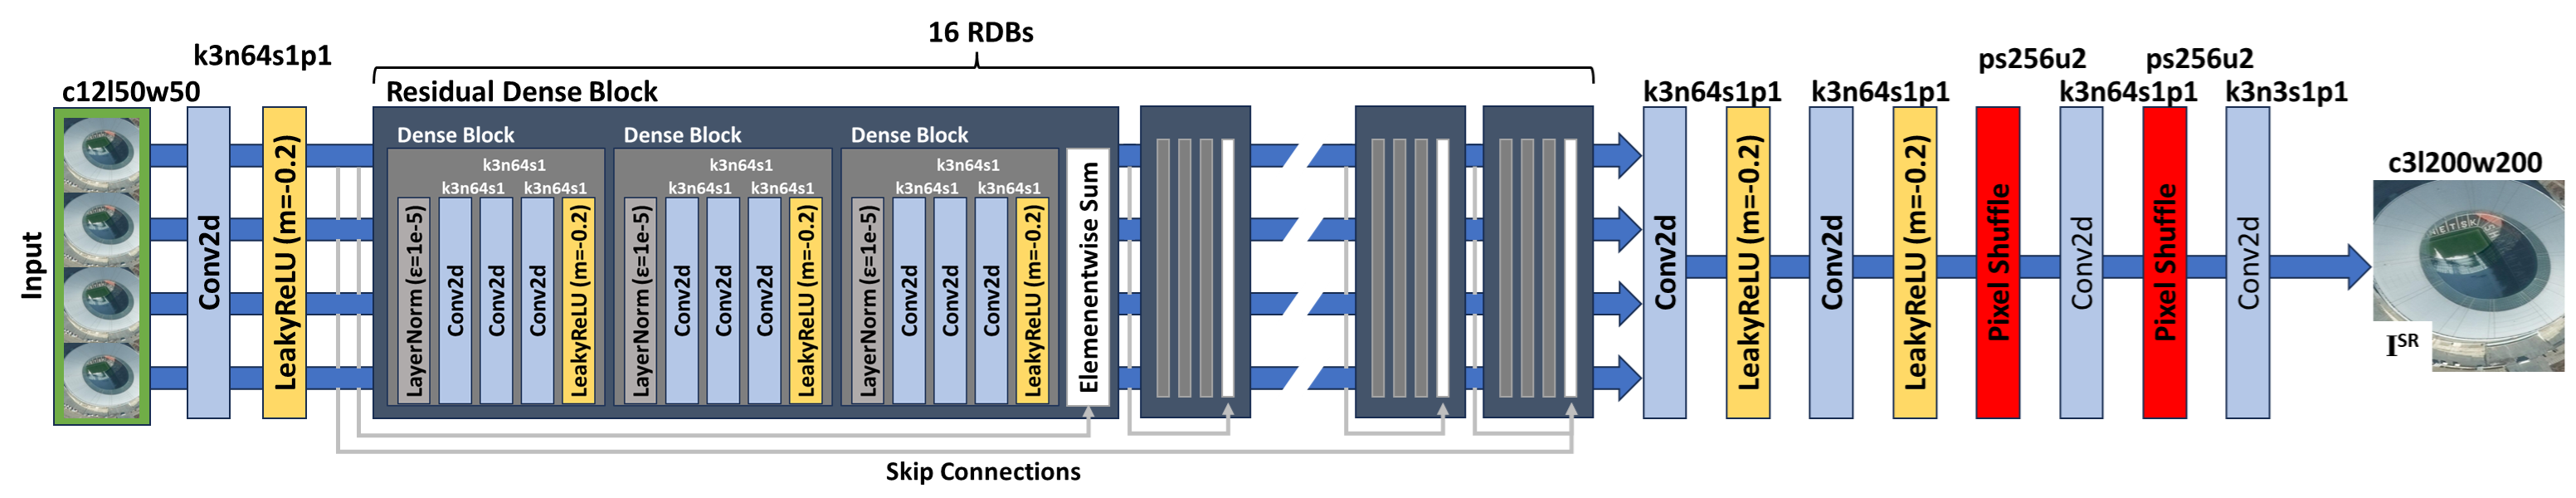 16 RDBs
k3n64s1p1
c12l50w50
Input
Conv2d
LeakyReLU (m=-0.2)
Residual Dense Block
Dense Block
k3n64s1
k3n64s1 k3n64s1
LayerNorm (ε=1e-5)
Conv2d
Conv2d
Conv2d
LeakyReLU (m=-0.2)
Dense Block
k3n64s1
k3n64s1 k3n64s1
LayerNorm (ε=1e-5)
Conv2d
Conv2d
Conv2d
LeakyReLU (m=-0.2)
Dense Block
k3n64s1
k3n64s1 k3n64s1
LayerNorm (ε=1e-5)
Conv2d
Conv2d
Conv2d
LeakyReLU (m=-0.2)
Elemenentwise Sum
Skip Connections
k3n64s1p1
Conv2d
LeakyReLU (m=-0.2)
k3n64s1p1
Conv2d
LeakyReLU (m=-0.2)
ps256u2
Pixel Shuffle
k3n64s1p1
Conv2d
ps256u2
Pixel Shuffle
k3n3s1p1
Conv2d
c3l200w200
I^SR